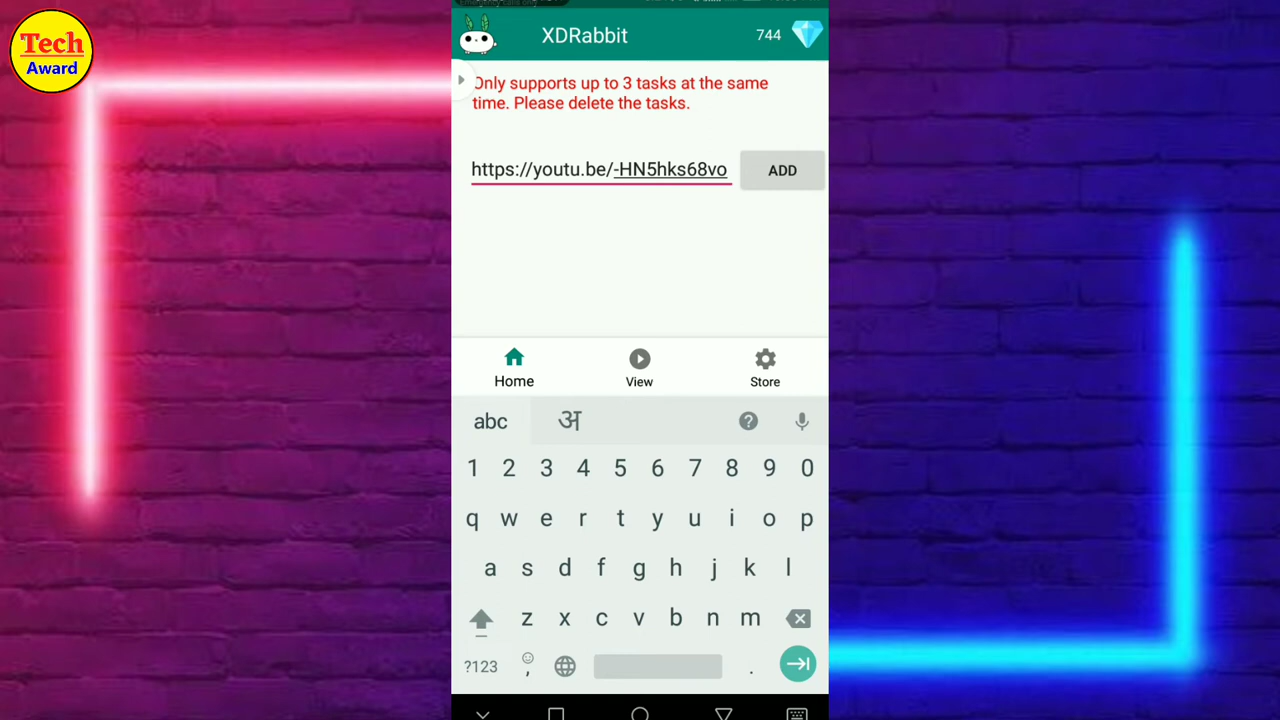 Tech
Award
XDRabbit
744
Only supports up to 3 tasks at the same
time. Please delete the tasks.
https://youtu.be/-HN5hks68vo
ADD
Home
View
Store
abc
अ
1 2 3 4 5 6 7 8 9 0
q w e r t y u i o p
a s d f g h j k l
z x c v b n m
?123 , .